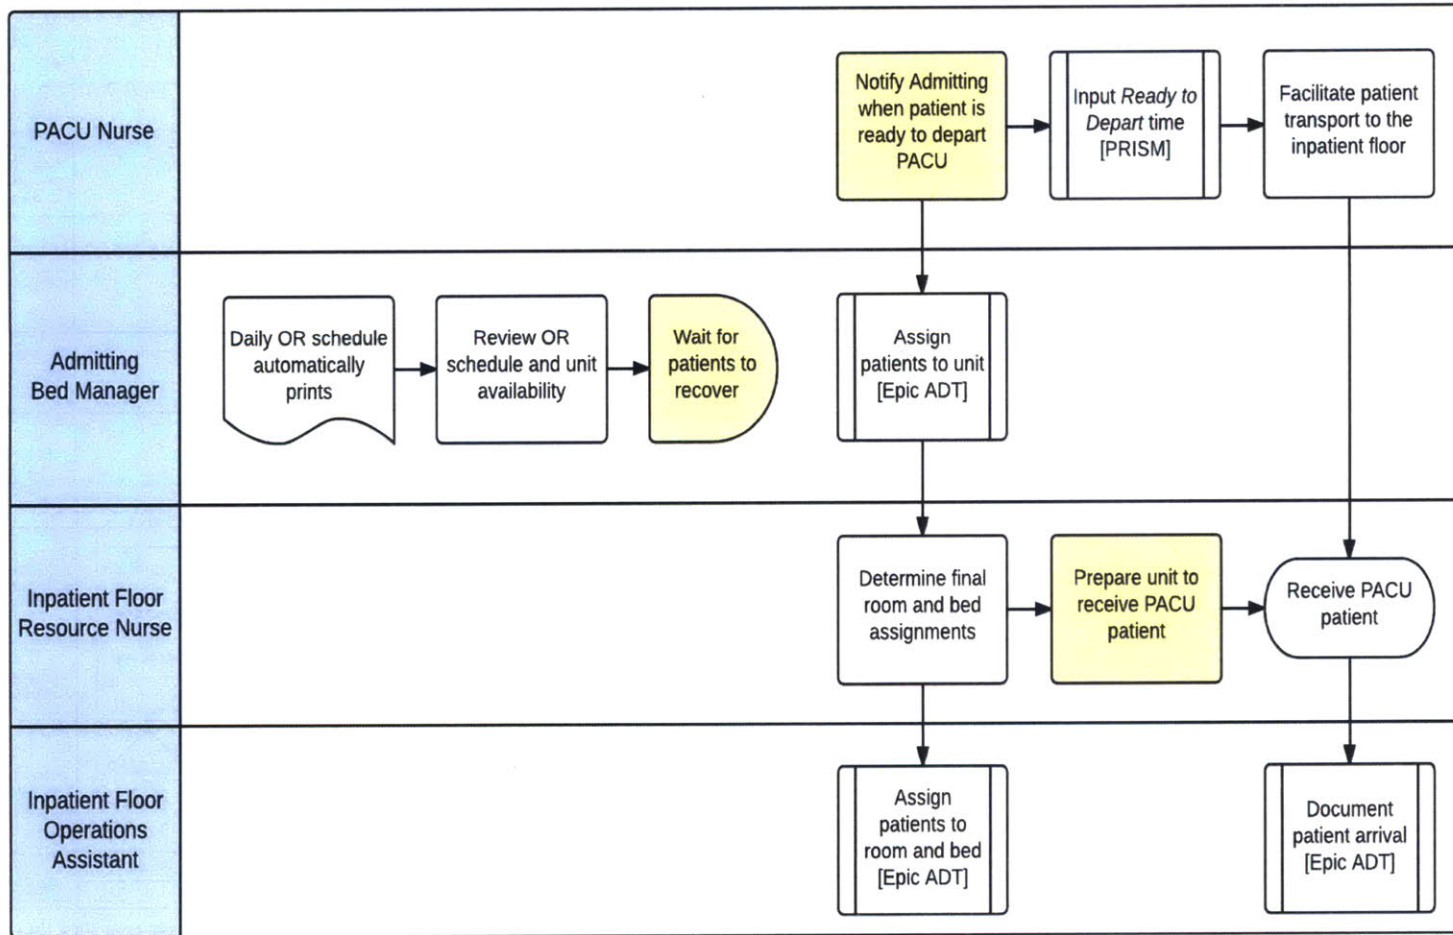 PACU Nurse
Notify Admitting
when patient is
ready to depart
PACU
Input Ready to
Depart time
[PRISM]
Facilitate patient
transport to the
inpatient floor
Admitting
Bed Manager
Daily OR schedule
automatically
prints
Review OR
schedule and unit
availability
Wait for
patients to
recover
Assign
patients to unit
[Epic ADT]
Inpatient Floor
Resource Nurse
Determine final
room and bed
assignments
Prepare unit to
receive PACU
patient
Receive PACU
patient
Inpatient Floor
Operations
Assistant
Assign
patients to
room and bed
[Epic ADT]
Document
patient arrival
[Epic ADT]